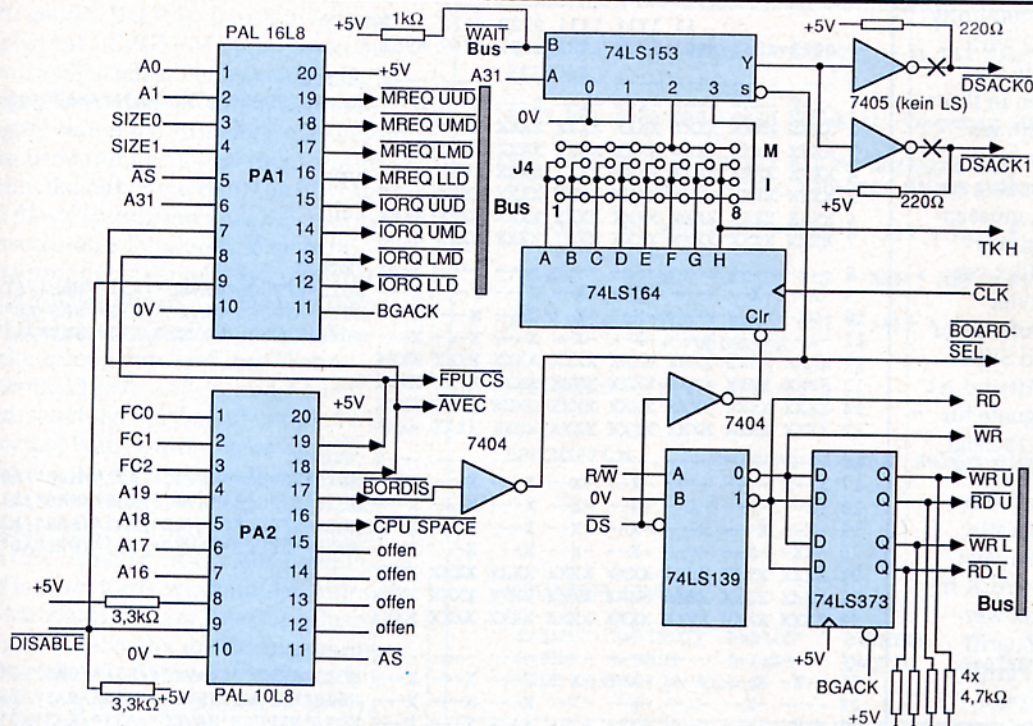 PAL 16L8
+5V
1kΩ
WAIT
Bus
B
74LS153
Y
A31
A
S
0 1 2 3
0V
+5V
220Ω
DSACK0
7405 (kein LS)
DSACK1
+5V
220Ω
A0
1
20
+5V
A1
2
19
MREQ UUD
SIZE0
3
18
MREQ UMD
SIZE1
4
17
MREQ LMD
AS
5
PA1
16
MREQ LLD
A31
6
15
IORQ UUD
Bus
7
14
IORQ UMD
8
13
IORQ LMD
9
12
IORQ LLD
0V
10
11
BGACK
J4
M
I
1
8
A B C D E F G H
74LS164
Clr
TK H
CLK
BOARD-
SEL
RD
WR
FPU CS
AVEC
7404
7404
FC0
1
20
+5V
FC1
2
19
FC2
3
18
A19
4
17
BORDIS
A18
5
PA2
16
CPU SPACE
A17
6
15
offen
A16
7
14
offen
+5V
8
13
offen
3,3kΩ
9
12
offen
DISABLE
0V
10
11
AS
3,3kΩ
+5V
PAL 10L8
R/W
A
0
0V
B
1
DS
74LS139
D
Q
WR U
D
Q
RD U
D
Q
WR L
D
Q
RD L
74LS373
Bus
+5V
BGACK
+5V
4x
4,7kΩ